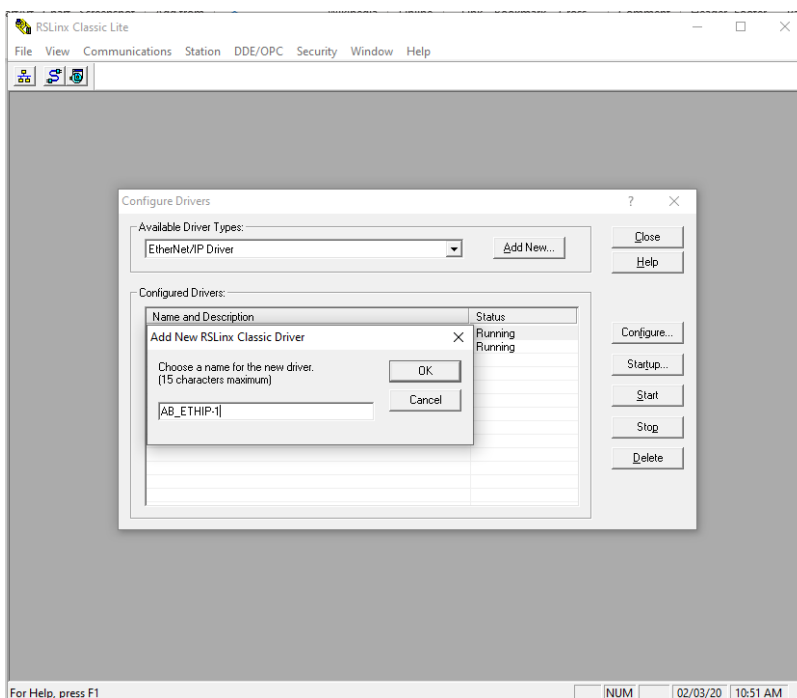 RSLinx Classic Lite
File View Communications Station DDE/OPC Security Window Help
Configure Drivers ?
Available Driver Types:
EtherNet/IP Driver
Add New...
Close
Help
Configured Drivers:
Name and Description Status
Running
Running
Add New RSLinx Classic Driver
Choose a name for the new driver.
(15 characters maximum)
AB_ETHIP-1
OK
Cancel
Configure...
Startup...
Start
Stop
Delete
For Help, press F1 NUM 02/03/20 10:51 AM